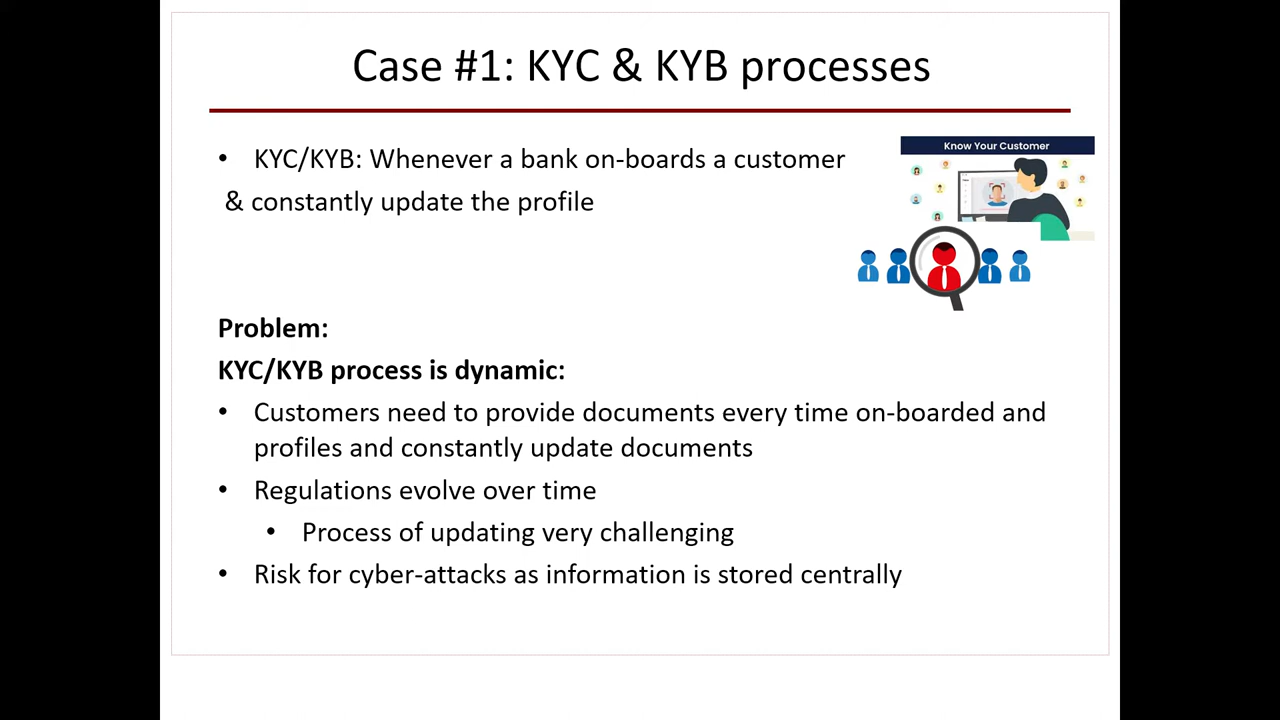 Case #1: KYC & KYB processes
• KYC/KYB: Whenever a bank on-boards a customer
& constantly update the profile
Know Your Customer
Problem:
KYC/KYB process is dynamic:
• Customers need to provide documents every time on-boarded and
profiles and constantly update documents
• Regulations evolve over time
• Process of updating very challenging
• Risk for cyber-attacks as information is stored centrally